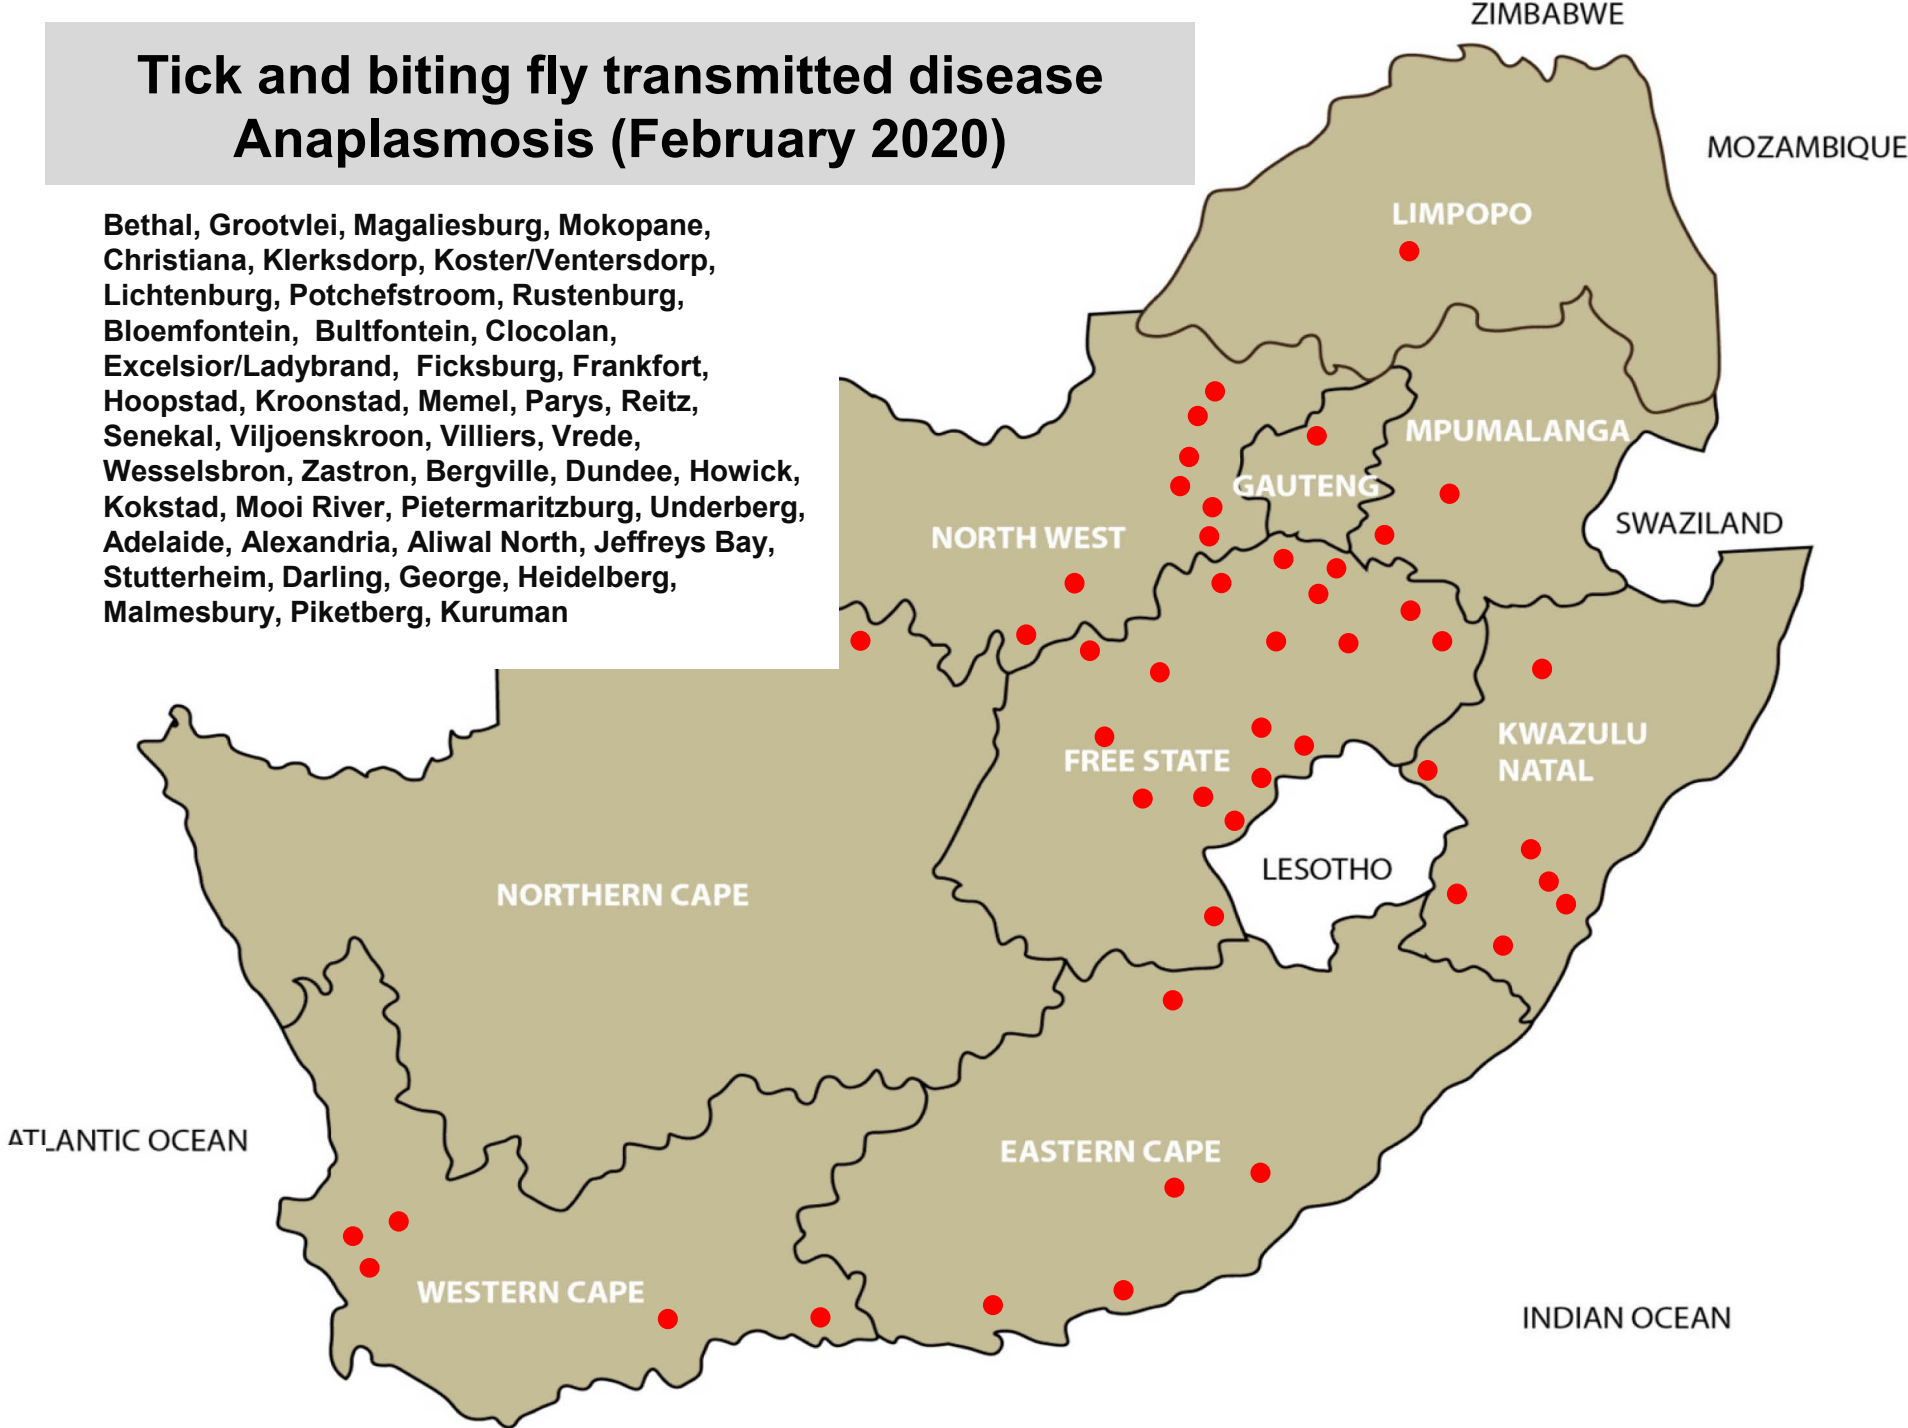 ZIMBABWE
Tick and biting fly transmitted disease
Anaplasmosis (February 2020)
MOZAMBIQUE
Bethal, Grootvlei, Magaliesburg, Mokopane,
Christiana, Klerksdorp, Koster/Ventersdorp,
Lichtenburg, Potchefstroom, Rustenburg,
Bloemfontein, Bultfontein, Clocolan,
Excelsior/Ladybrand, Ficksburg, Frankfort,
Hoopstad, Kroonstad, Memel, Parys, Reitz,
Senekal, Viljoenskroon, Villiers, Vrede,
Wesselsbron, Zastron, Bergville, Dundee, Howick,
Kokstad, Mooi River, Pietermaritzburg, Underberg,
Adelaide, Alexandria, Aliwal North, Jeffreys Bay,
Stutterheim, Darling, George, Heidelberg,
Malmesbury, Piketberg, Kuruman
LIMPOPO
MPUMALANGA
GAUTENG
NORTH WEST
SWAZILAND
KWAZULU
NATAL
FREE STATE
LESOTHO
NORTHERN CAPE
ATLANTIC OCEAN
EASTERN CAPE
WESTERN CAPE
INDIAN OCEAN